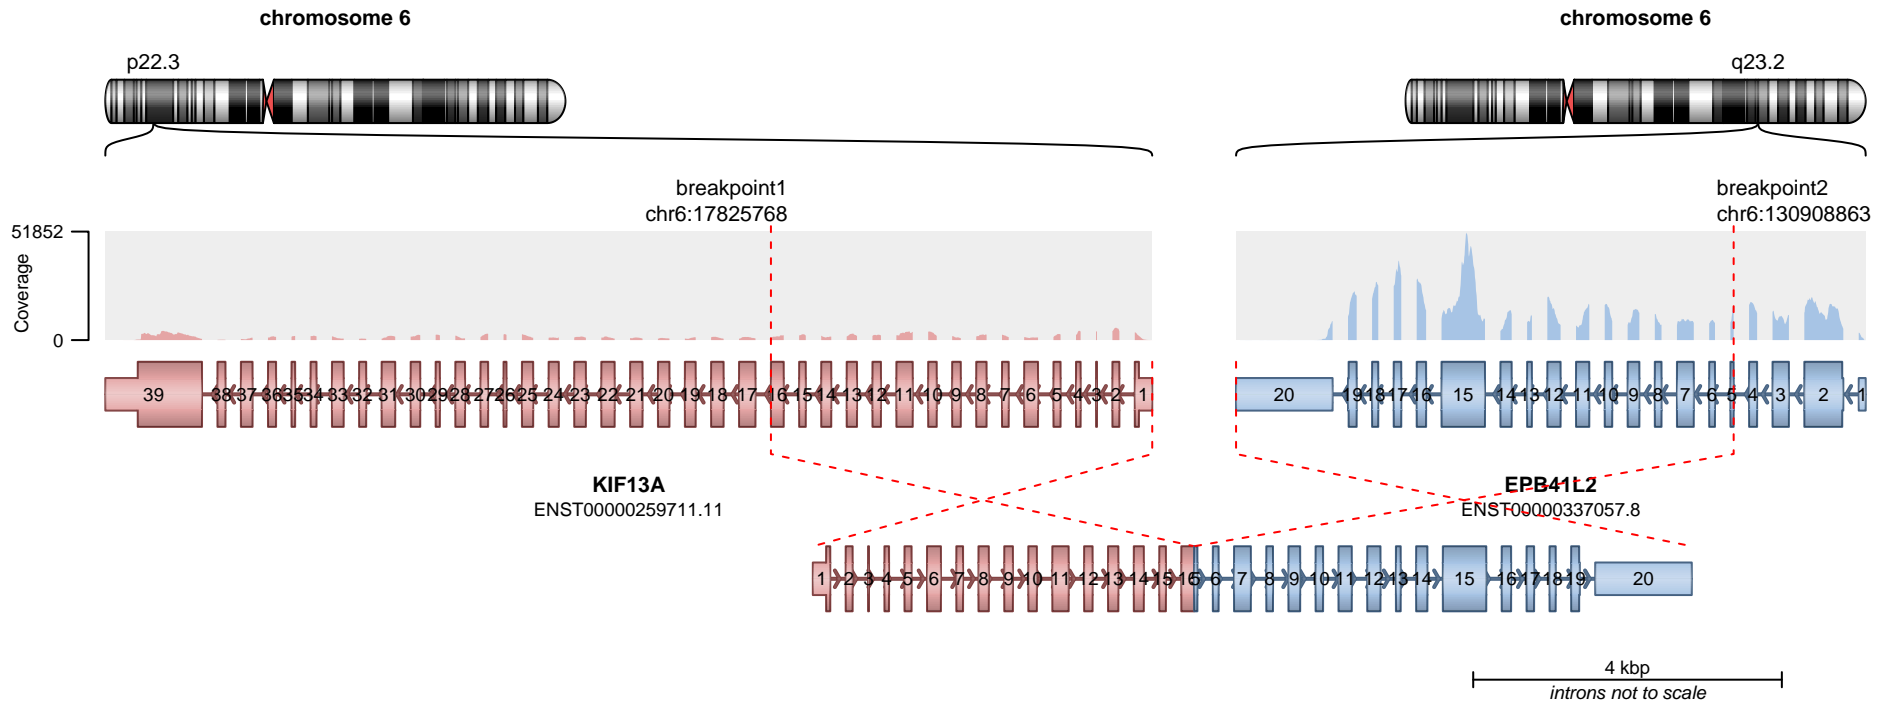 chromosome 6
chromosome 6
p22.3
q23.2
breakpoint1
chr6:17825768
breakpoint2
chr6:130908863
51852
Coverage
0
39 38 37 36 35 34 33 32 31 30 29 28 27 26 25 24 23 22 21 20 19 18 17 16 15 14 13 12 11 10 9 8 7 6 5 4 3 2 1
20 19 18 17 16 15 14 13 12 11 10 9 8 7 6 5 4 3 2 1
KIF13A
ENST00000259711.11
EPB41L2
ENST00000337057.8
1 2 3 4 5 6 7 8 9 10 11 12 13 14 15 16 5 6 7 8 9 10 11 12 13 14 15 16 17 18 19 20
4 kbp
introns not to scale